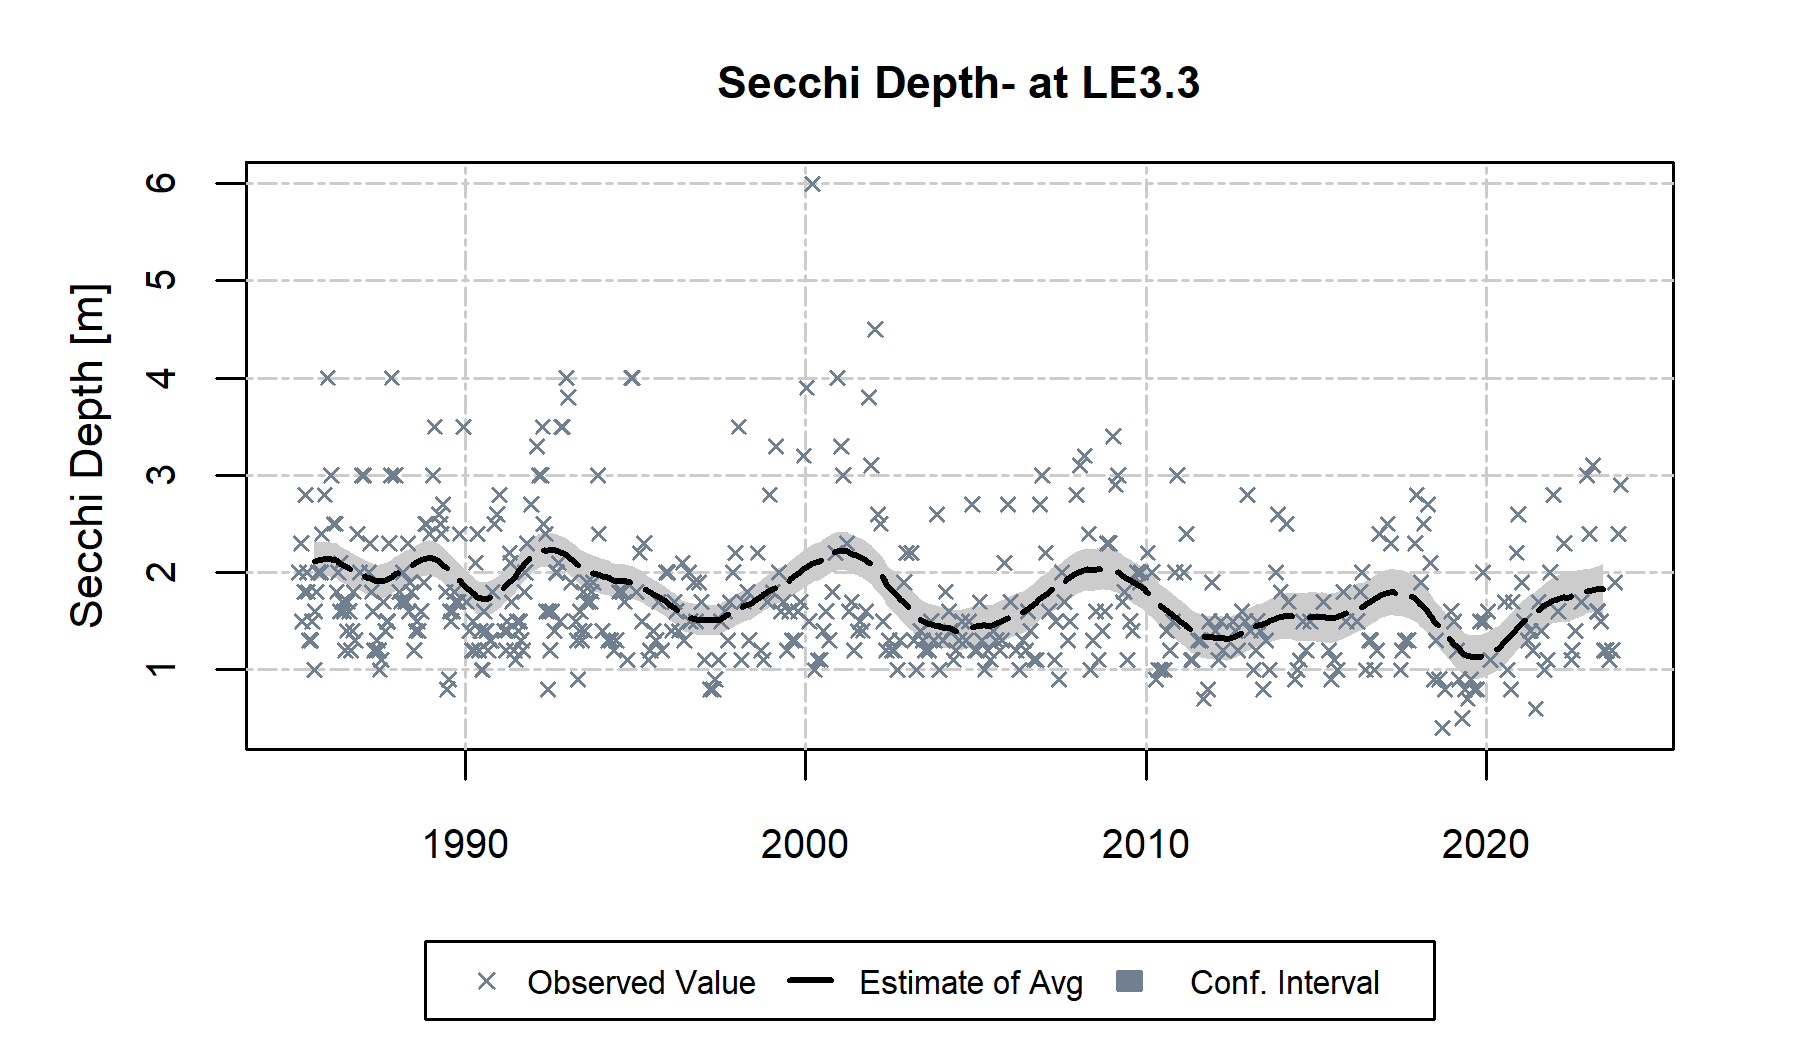 Secchi Depth- at LE3.3
Secchi Depth [m]
6
5
4
3
2
1
1990 2000 2010 2020
Observed Value Estimate of Avg Conf. Interval